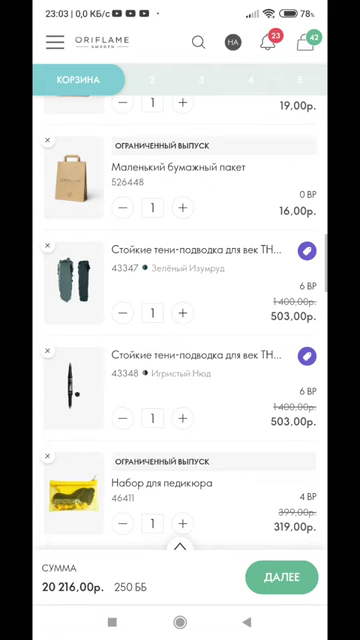 23:03 | 0,0 КБ/с
78%
ORIFLAME
SWEDEN
НА
23
42
КОРЗИНА
2
3
4
5
1
19,00р.
ОГРАНИЧЕННЫЙ ВЫПУСК
Маленький бумажный пакет
526448
0 ВР
1
16,00р.
Стойкие тени-подводка для век TH...
43347 Зелёный Изумруд
6 ВР
1 400,00р.
1
503,00р.
Стойкие тени-подводка для век TH...
43348 Игристый Нюд
6 ВР
1 400,00р.
1
503,00р.
ОГРАНИЧЕННЫЙ ВЫПУСК
Набор для педикюра
46411
4 ВР
399,00р.
1
319,00р.
СУММА
20 216,00р. 250 ББ
ДАЛЕЕ